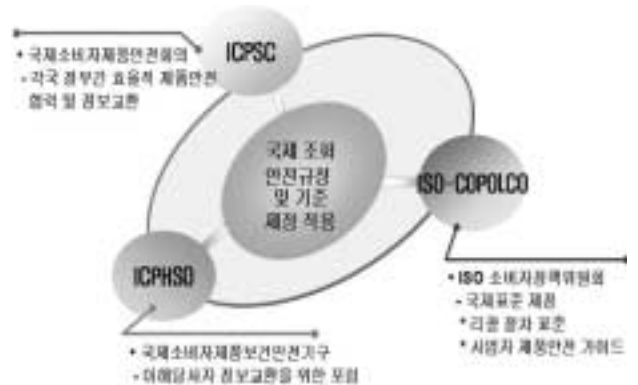 ICPSC
• 국제소비자제품안전회의
- 각국 정부간 효율적 제품안전
협력 및 정보교환
국제 조화
안전규정
및 기준
제정 적용
ISO-COPOLCO
ICPHSO
• ISO 소비자정책위원회
- 국제표준 제정
* 리콜 절차 표준
* 사업자 제품안전 가이드
• 국제소비자제품보건안전기구
- 이해당사자 정보교환을 위한 포럼